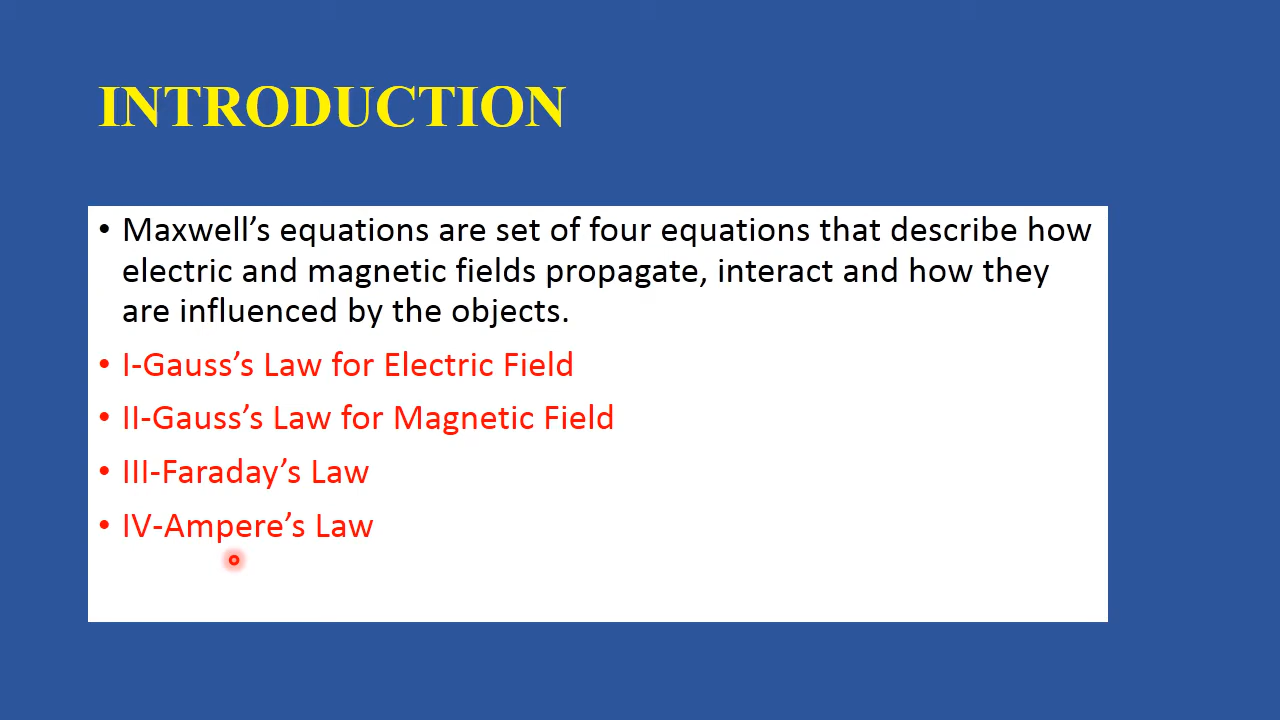 INTRODUCTION
• Maxwell’s equations are set of four equations that describe how
electric and magnetic fields propagate, interact and how they
are influenced by the objects.
• I-Gauss’s Law for Electric Field
• II-Gauss’s Law for Magnetic Field
• III-Faraday’s Law
• IV-Ampere’s Law